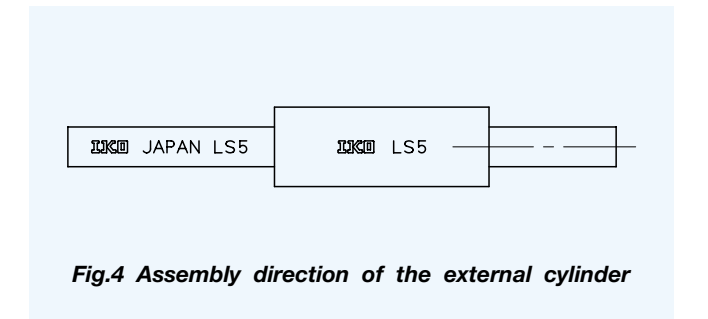 IKO JAPAN LS5 IKO LS5
Fig.4 Assembly direction of the external cylinder